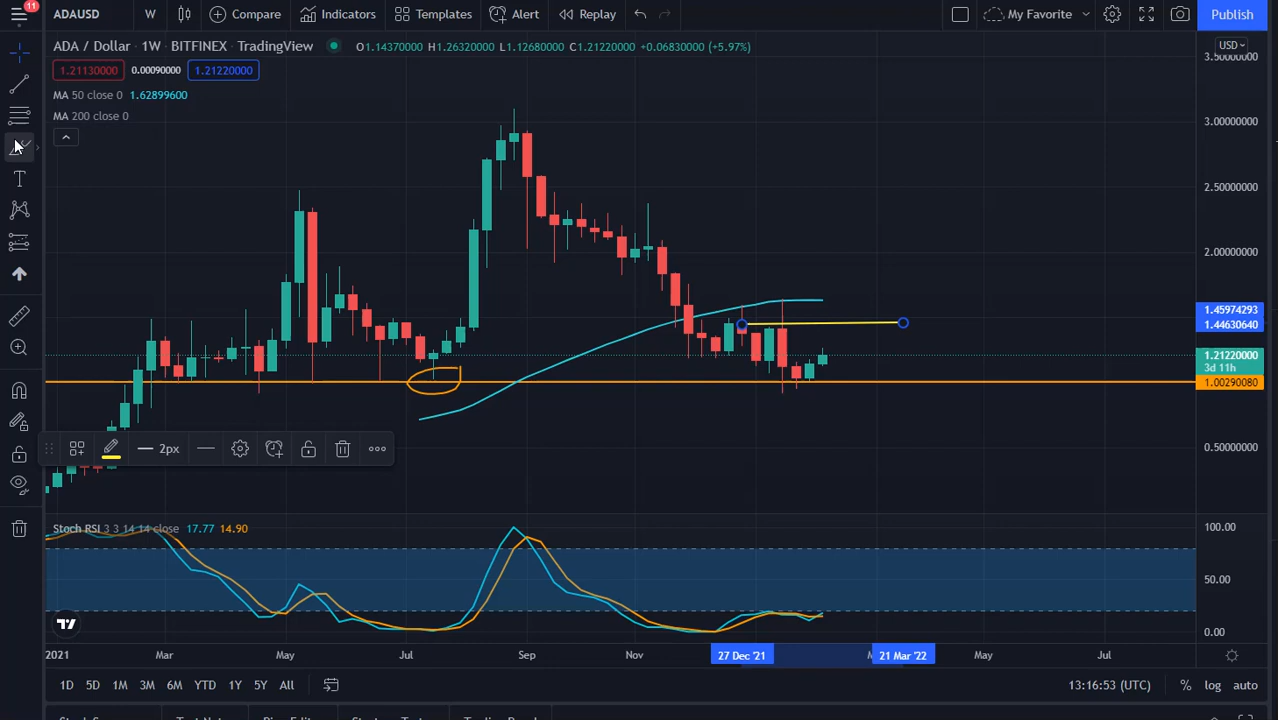 11
ADAUSD W Compare Indicators Templates Alert Replay My Favorite Publish
ADA / Dollar · 1W · BITFINEX · TradingView O1.14370000 H1.26320000 L1.12680000 C1.21220000 +0.06830000 (+5.97%)
USD
1.21130000 0.00090000 1.21220000
MA 50 close 0 1.62899600
MA 200 close 0
3.50000000
3.00000000
2.50000000
2.00000000
1.45974293
1.44630640
1.21220000
3d 11h
1.00290080
0.50000000
2px
Stoch RSI 3 3 14 14 close 17.77 14.90
100.00
50.00
0.00
2021 Mar May Jul Sep Nov 27 Dec '21 21 Mar '22 May Jul
1D 5D 1M 3M 6M YTD 1Y 5Y All 13:16:53 (UTC) % log auto